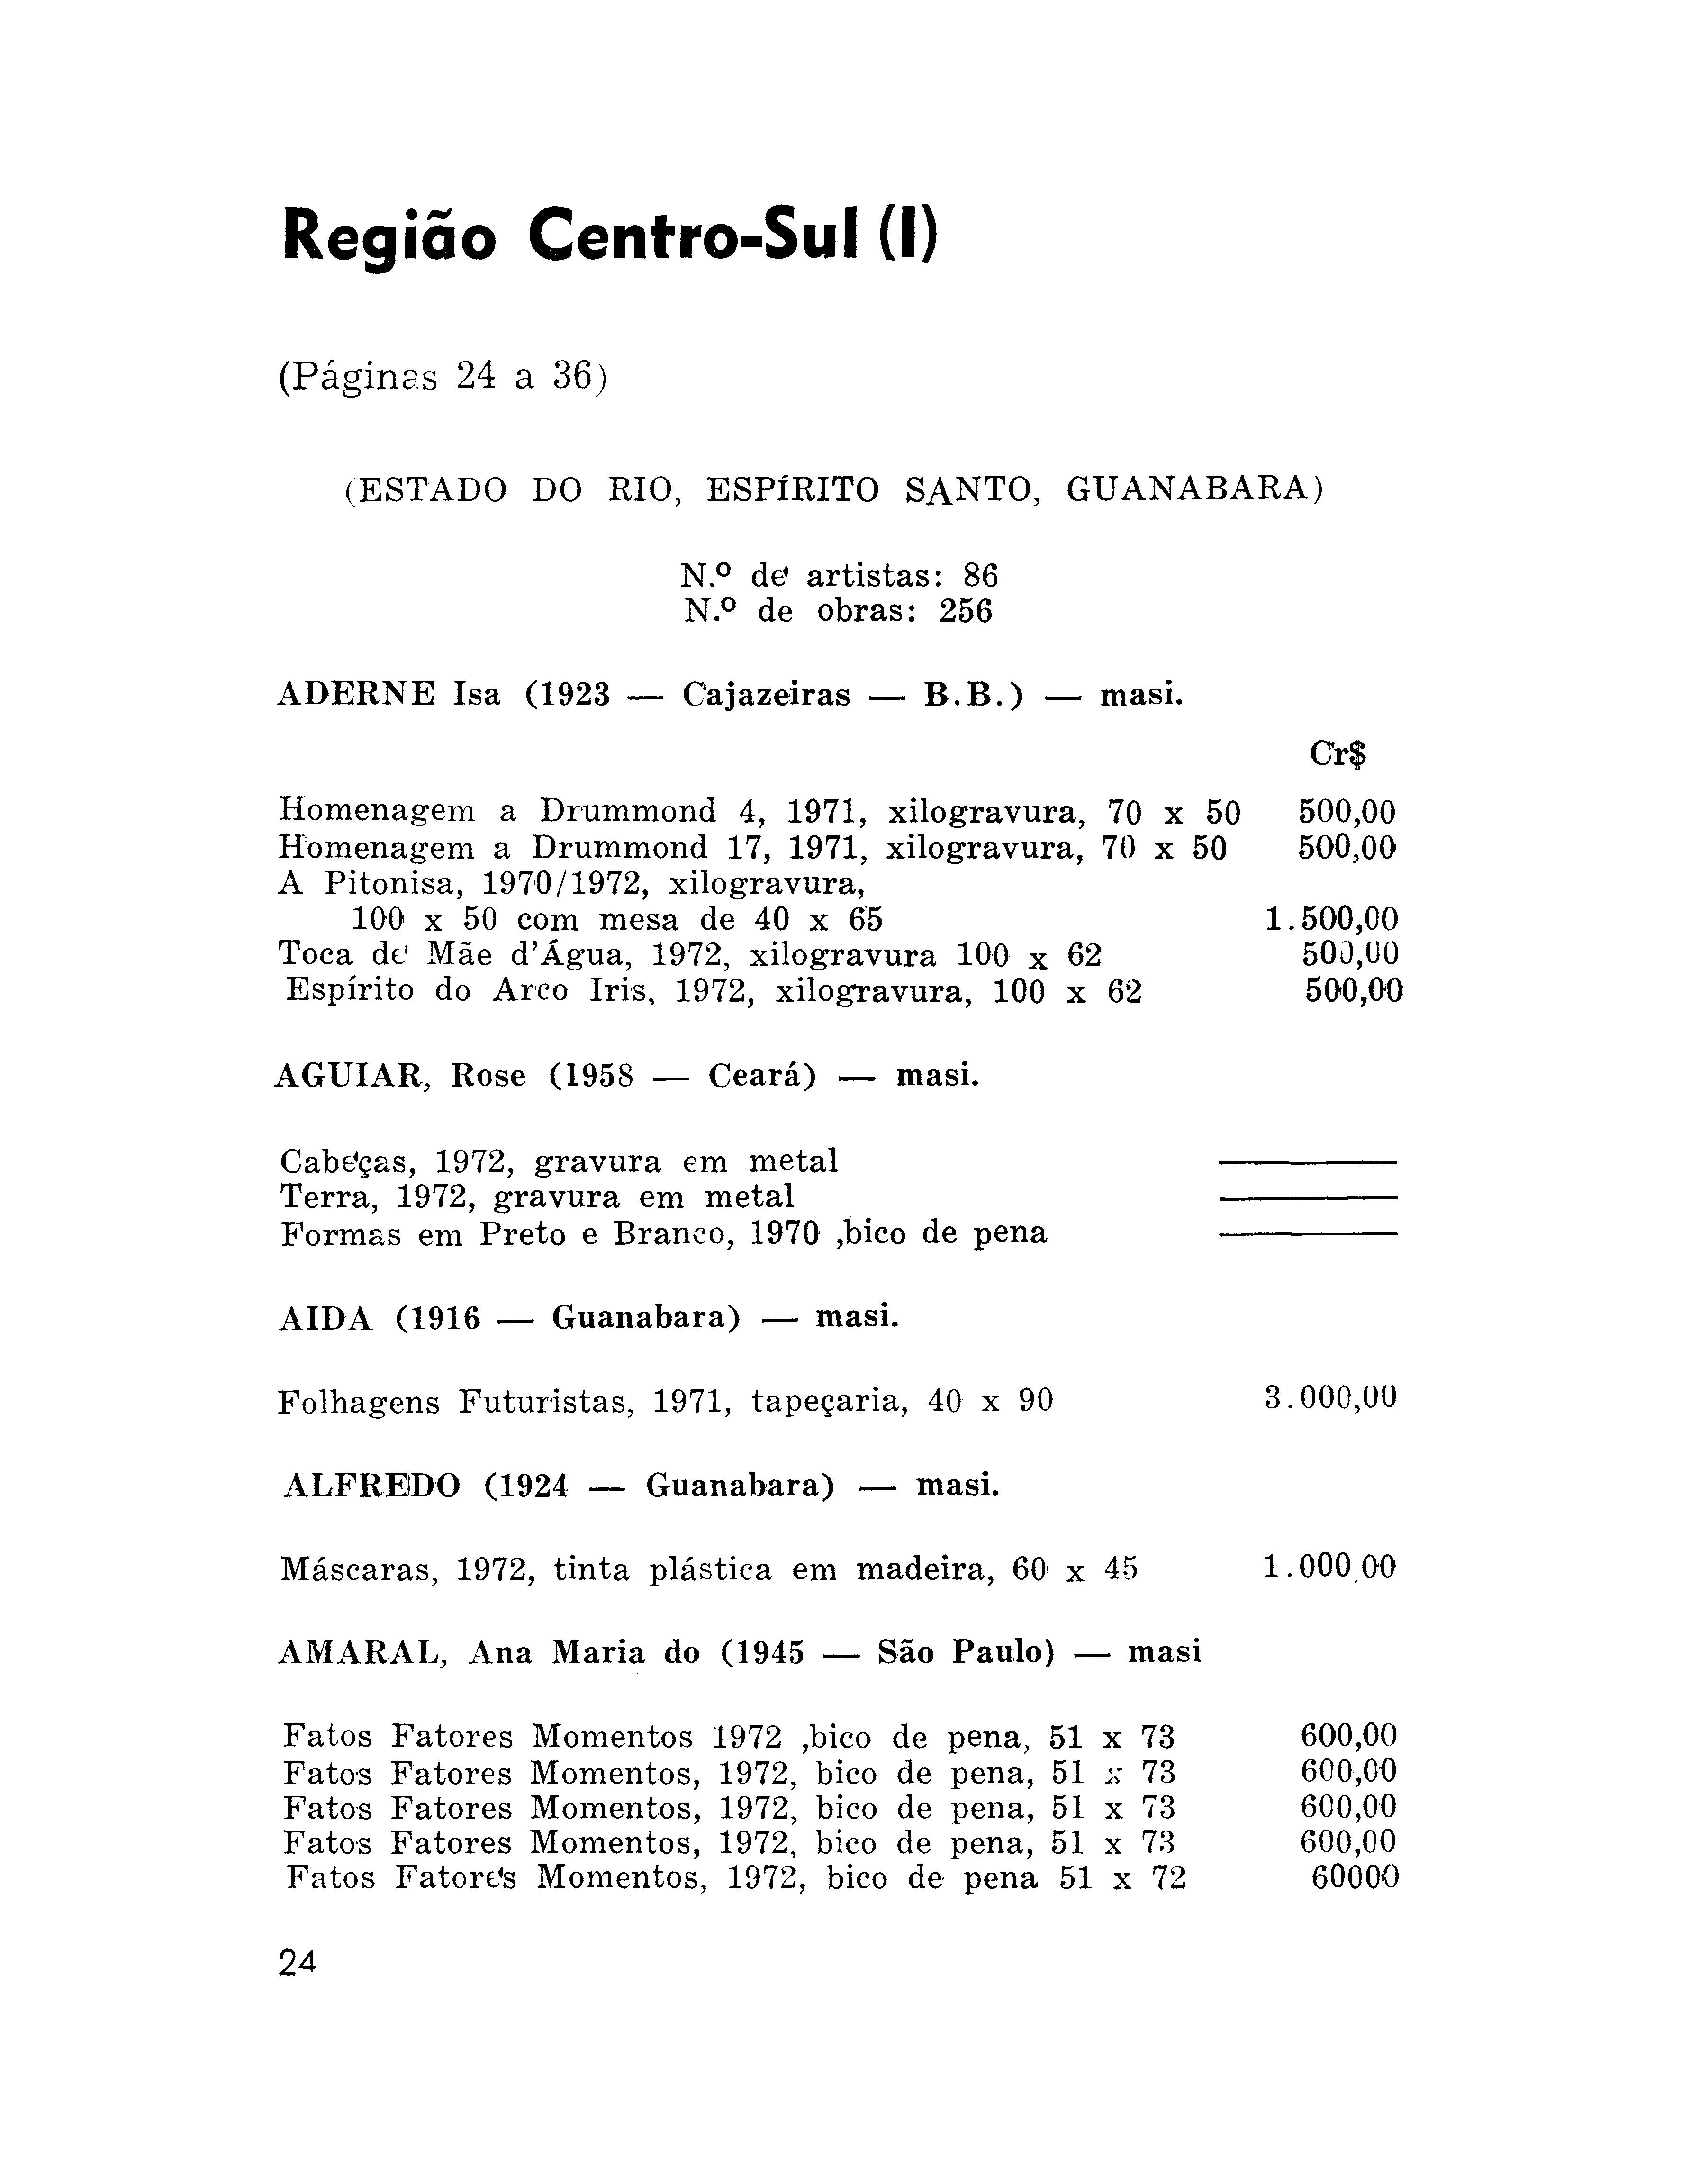 Região Centro-Sul (I)
(Páginas 24 a 36)
(ESTADO DO RIO, ESPÍRITO SANTO, GUANABARA)
N.º de artistas: 86
N.º de obras: 256
ADERNE Isa (1923 — Cajazeiras — B.B.) — masi.
Cr$
Homenagem a Drummond 4, 1971, xilogravura, 70 x 50 500,00
Homenagem a Drummond 17, 1971, xilogravura, 70 x 50 500,00
A Pitonisa, 1970/1972, xilogravura,
100 x 50 com mesa de 40 x 65 1.500,00
Toca de Mãe d'Água, 1972, xilogravura 100 x 62 500,00
Espírito do Arco Iris, 1972, xilogravura, 100 x 62 500,00
AGUIAR, Rose (1958 — Ceará) — masi.
Cabeças, 1972, gravura em metal
Terra, 1972, gravura em metal
Formas em Preto e Branco, 1970 ,bico de pena
AIDA (1916 — Guanabara) — masi.
Folhagens Futuristas, 1971, tapeçaria, 40 x 90 3.000,00
ALFREDO (1924 — Guanabara) — masi.
Máscaras, 1972, tinta plástica em madeira, 60 x 45 1.000,00
AMARAL, Ana Maria do (1945 — São Paulo) — masi
Fatos Fatores Momentos 1972 ,bico de pena, 51 x 73 600,00
Fatos Fatores Momentos, 1972, bico de pena, 51 x 73 600,00
Fatos Fatores Momentos, 1972, bico de pena, 51 x 73 600,00
Fatos Fatores Momentos, 1972, bico de pena, 51 x 73 600,00
Fatos Fatores Momentos, 1972, bico de pena 51 x 72 60000
24